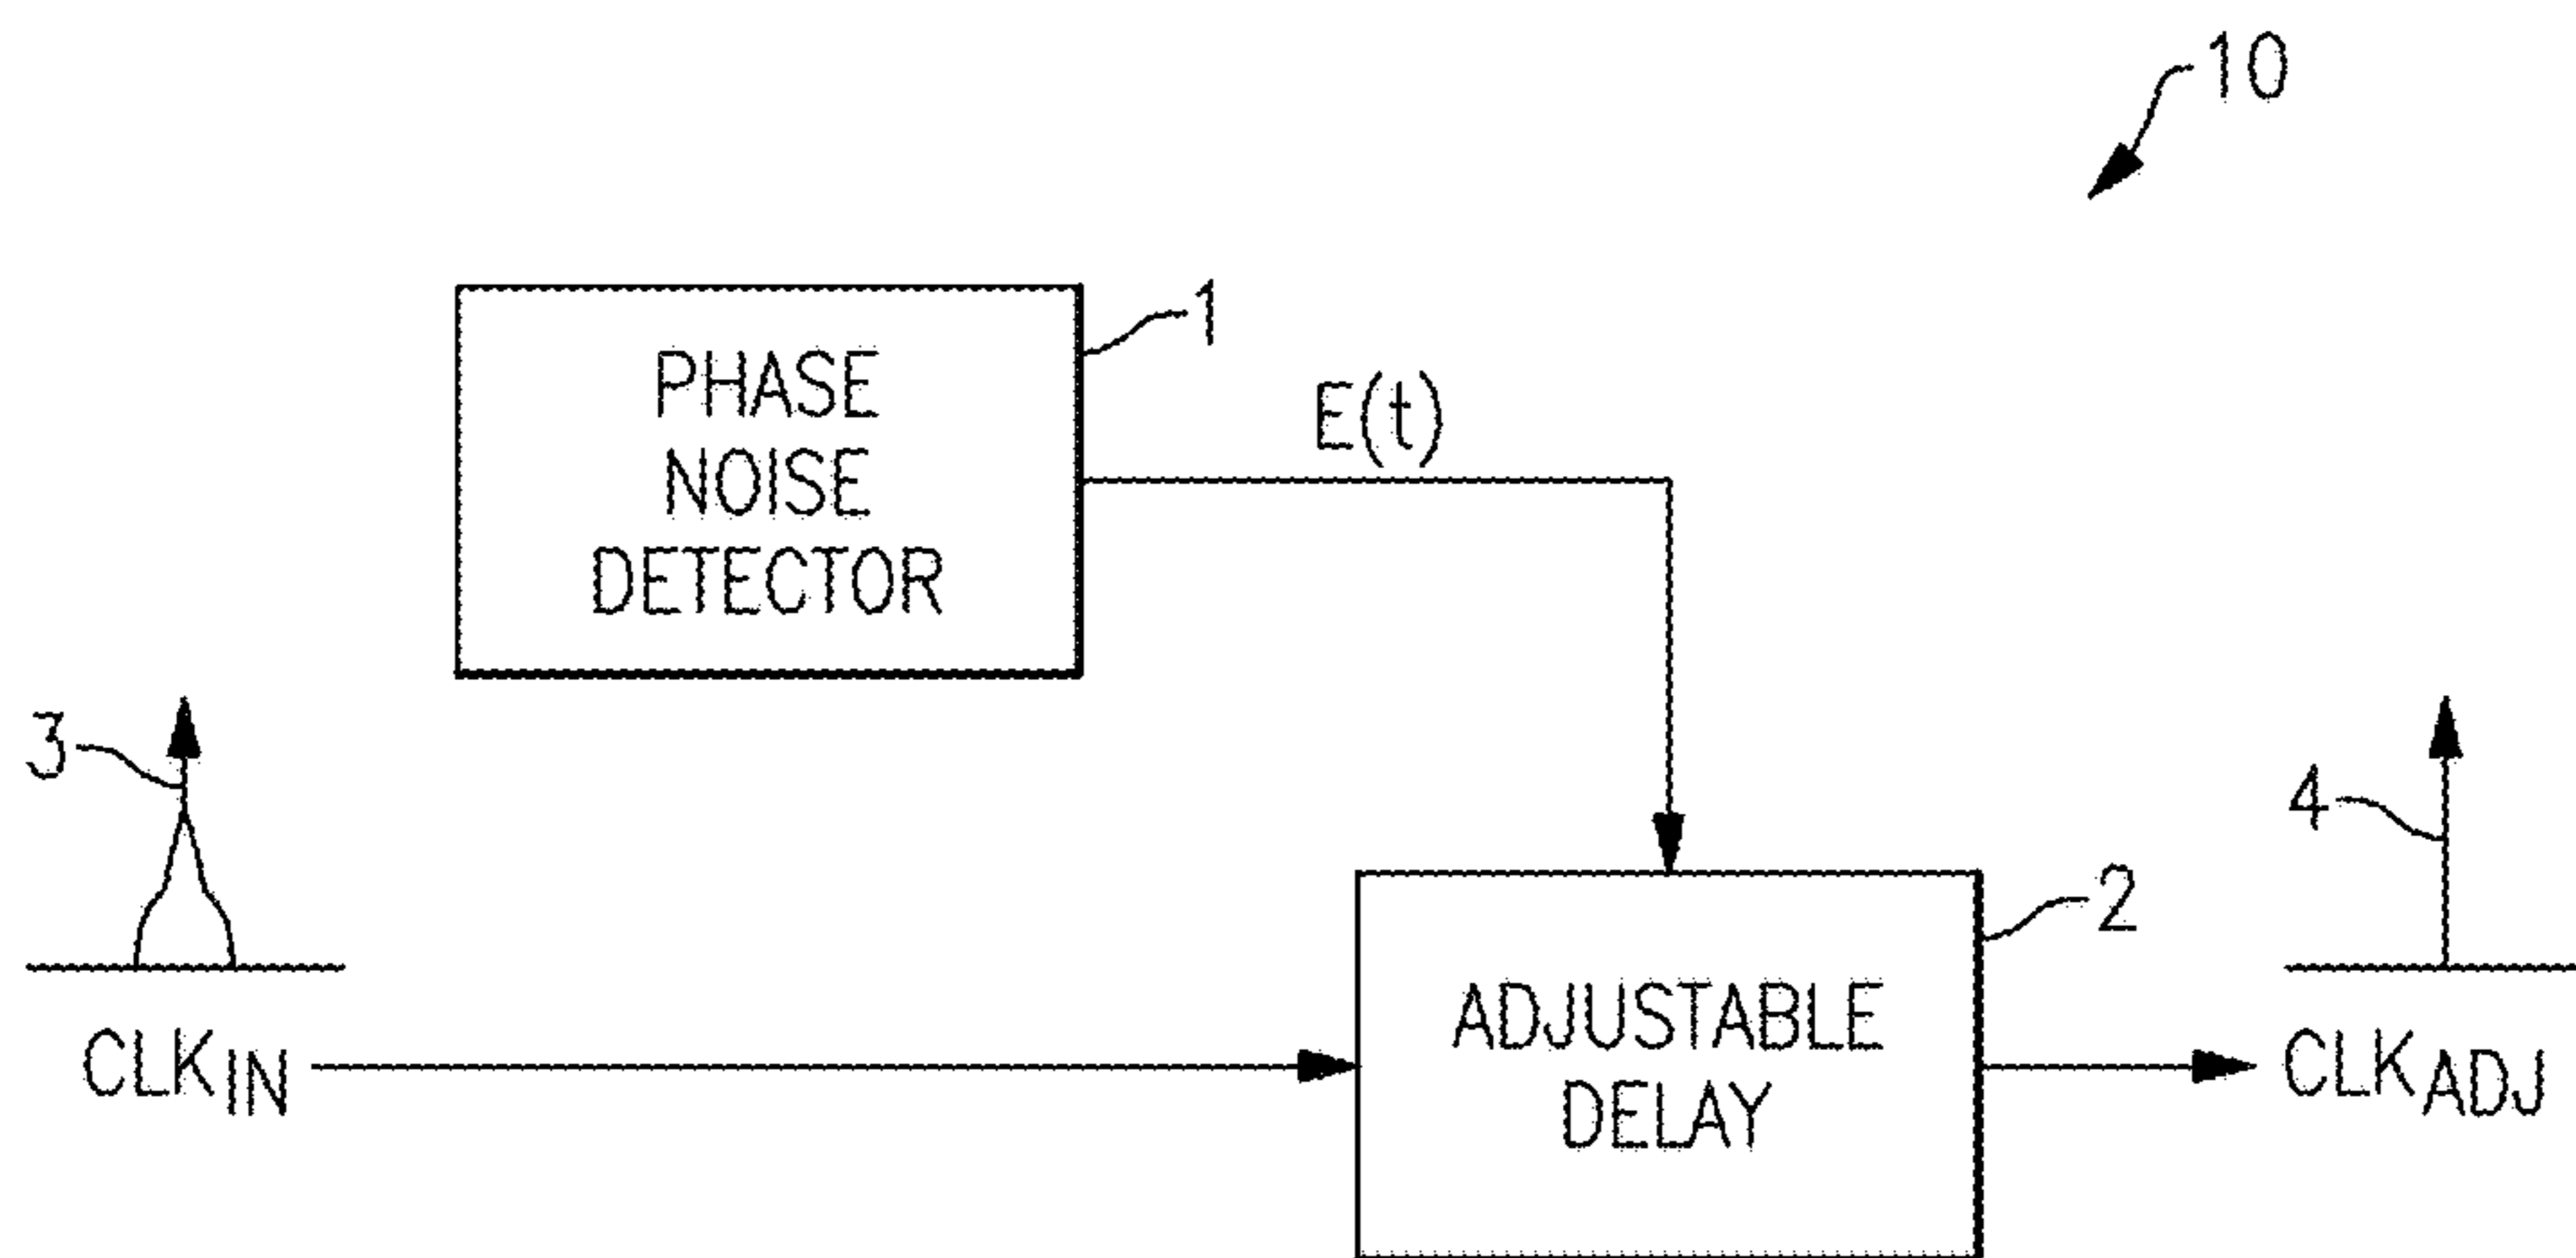 10
1
PHASE
NOISE
DETECTOR
E(t)
3
4
2
CLKIN
ADJUSTABLE
DELAY
CLKADJ